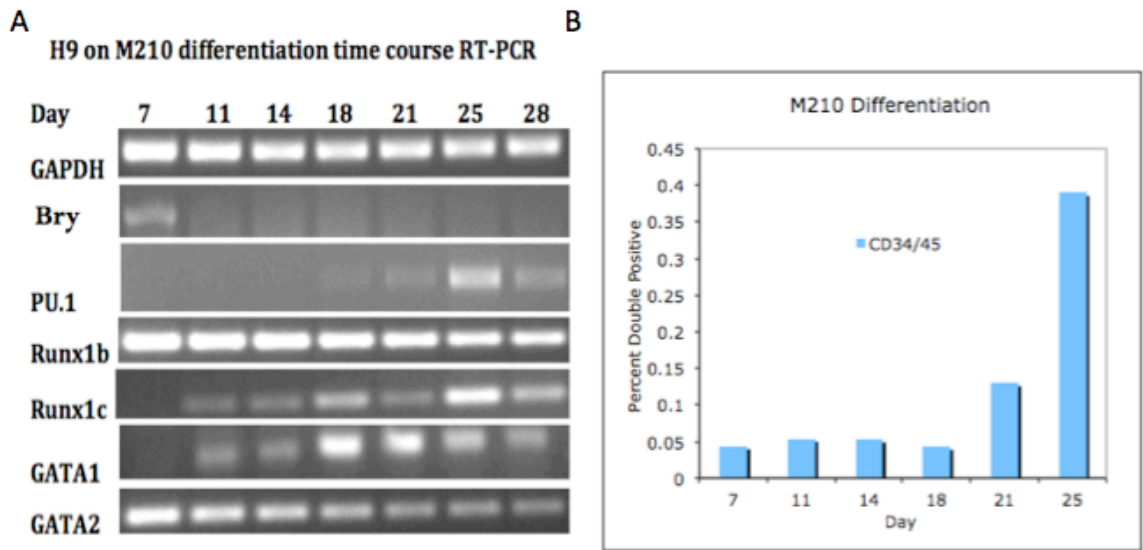 A
H9 on M210 differentiation time course RT-PCR
Day 7 11 14 18 21 25 28
GAPDH
Bry
PU.1
Runx1b
Runx1c
GATA1
GATA2
B
M210 Differentiation
Percent Double Positive
0.45
0.4
0.35
0.3
0.25
0.2
0.15
0.1
0.05
0
CD34/45
7 11 14 18 21 25
Day